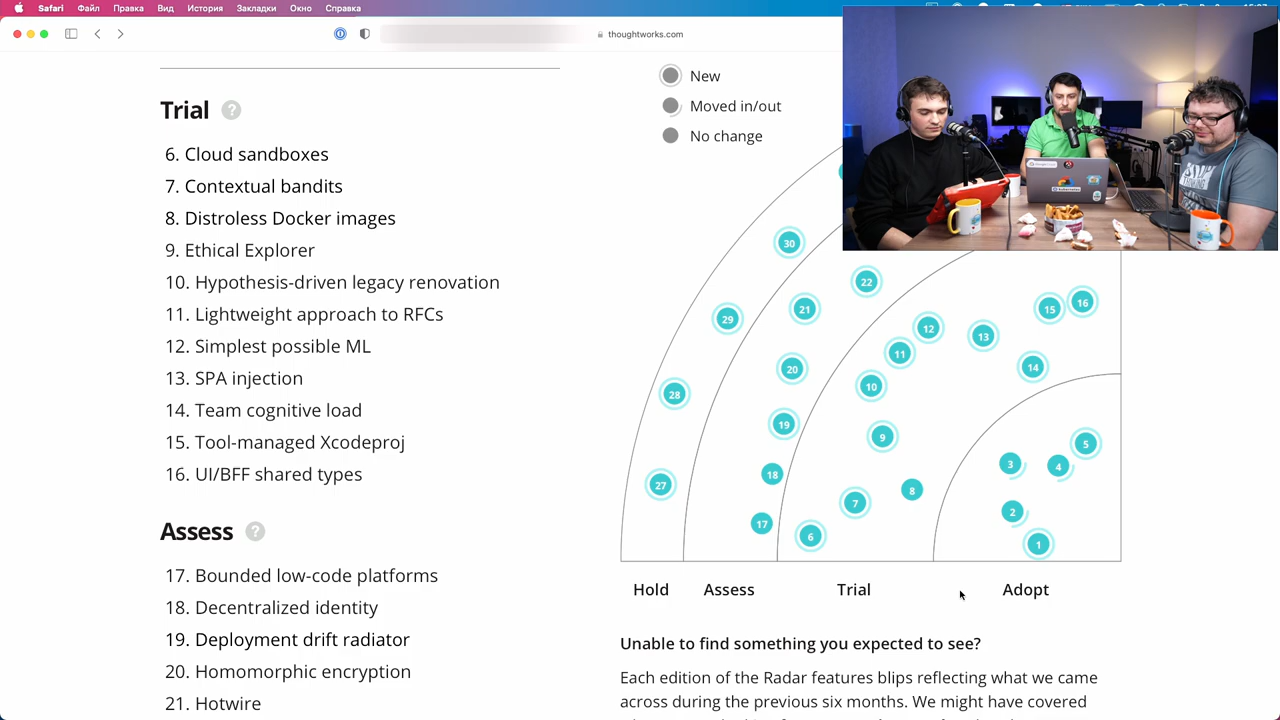 Safari Файл Правка Вид История Закладки Окно Справка
thoughtworks.com
Trial ?
6. Cloud sandboxes
7. Contextual bandits
8. Distroless Docker images
9. Ethical Explorer
10. Hypothesis-driven legacy renovation
11. Lightweight approach to RFCs
12. Simplest possible ML
13. SPA injection
14. Team cognitive load
15. Tool-managed Xcodeproj
16. UI/BFF shared types
Assess ?
17. Bounded low-code platforms
18. Decentralized identity
19. Deployment drift radiator
20. Homomorphic encryption
21. Hotwire
New
Moved in/out
No change
30
22
29
21
12
13
15
16
11
20
14
28
10
19
9
5
3
4
27
18
8
7
2
17
6
1
Hold
Assess
Trial
Adopt
Unable to find something you expected to see?
Each edition of the Radar features blips reflecting what we came
across during the previous six months. We might have covered